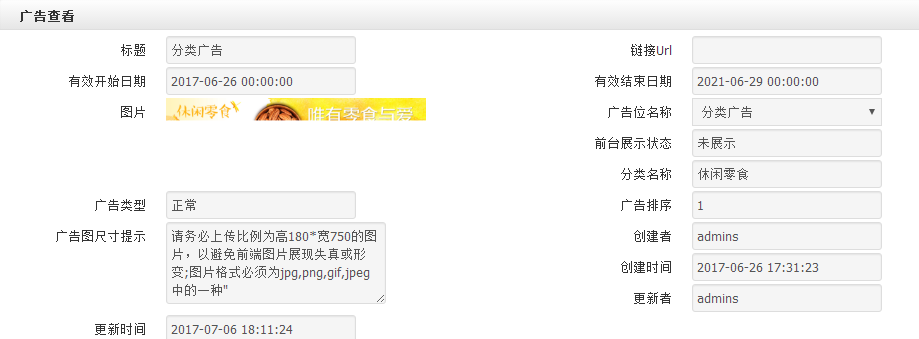 广告查看
标题 分类广告 链接Url
有效开始日期 2017-06-26 00:00:00 有效结束日期 2021-06-29 00:00:00
图片 休闲零食 唯有零食与爱 广告位名称 分类广告
前台展示状态 未展示
分类名称 休闲零食
广告类型 正常 广告排序 1
广告图尺寸提示 请务必上传比例为高180*宽750的图 创建者 admins
片，以避免前端图片展现失真或形
变;图片格式必须为jpg,png,gif,jpeg 创建时间 2017-06-26 17:31:23
中的一种" 更新者 admins
更新时间 2017-07-06 18:11:24